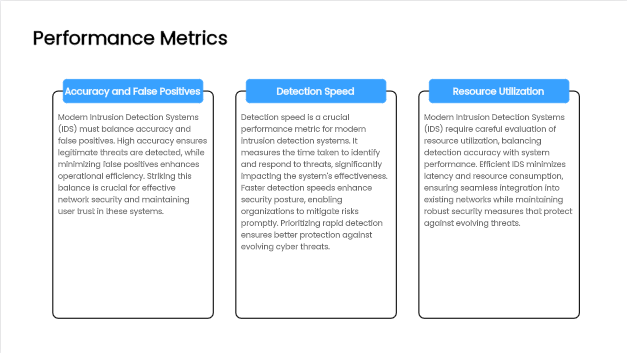 Performance Metrics
Accuracy and False Positives
Modern Intrusion Detection Systems
(IDS) must balance accuracy and
false positives. High accuracy ensures
legitimate threats are detected, while
minimizing false positives enhances
operational efficiency. Striking this
balance is crucial for effective
network security and maintaining
user trust in these systems.
Detection Speed
Detection speed is a crucial
performance metric for modern
intrusion detection systems. It
measures the time taken to identify
and respond to threats, significantly
impacting the system's effectiveness.
Faster detection speeds enhance
security posture, enabling
organizations to mitigate risks
promptly. Prioritizing rapid detection
ensures better protection against
evolving cyber threats.
Resource Utilization
Modern Intrusion Detection Systems
(IDS) require careful evaluation of
resource utilization, balancing
detection accuracy with system
performance. Efficient IDS minimizes
latency and resource consumption,
ensuring seamless integration into
existing networks while maintaining
robust security measures that protect
against evolving threats.